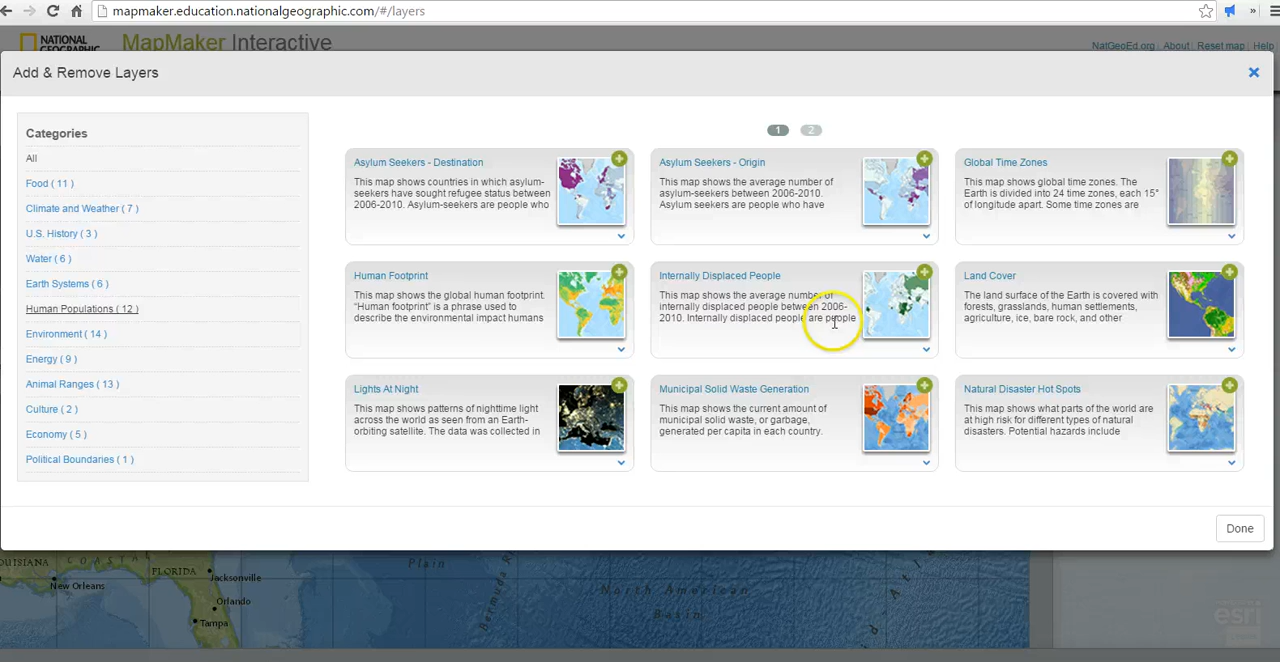 mapmaker.education.nationalgeographic.com/#/layers
NATIONAL
MapMaker Interactive
NatGeoEd.org About Reset map Help
Add & Remove Layers
Categories
All
Food ( 11 )
Climate and Weather ( 7 )
U.S. History ( 3 )
Water ( 6 )
Earth Systems ( 6 )
Human Populations ( 12 )
Environment ( 14 )
Energy ( 9 )
Animal Ranges ( 13 )
Culture ( 2 )
Economy ( 5 )
Political Boundaries ( 1 )
1 2
Asylum Seekers - Destination
This map shows countries in which asylum-
seekers have sought refugee status between
2006-2010. Asylum-seekers are people who
Asylum Seekers - Origin
This map shows the average number of
asylum-seekers between 2006-2010.
Asylum seekers are people who have
Global Time Zones
This map shows global time zones. The
Earth is divided into 24 time zones, each 15°
of longitude apart. Some time zones are
Human Footprint
This map shows the global human footprint.
"Human footprint" is a phrase used to
describe the environmental impact humans
Internally Displaced People
This map shows the average number of
internally displaced people between 2006-
2010. Internally displaced people are people
Land Cover
The land surface of the Earth is covered with
forests, grasslands, human settlements,
agriculture, ice, bare rock, and other
Lights At Night
This map shows patterns of nighttime light
across the world as seen from an Earth-
orbiting satellite. The data was collected in
Municipal Solid Waste Generation
This map shows the current amount of
municipal solid waste, or garbage,
generated per capita in each country.
Natural Disaster Hot Spots
This map shows what parts of the world are
at high risk for different types of natural
disasters. Potential hazards include
Done
OUISIANA COASTAL Plain
FLORIDA
New Orleans
Jacksonville
Orlando
Tampa
Bermuda
North American
Basin
esri